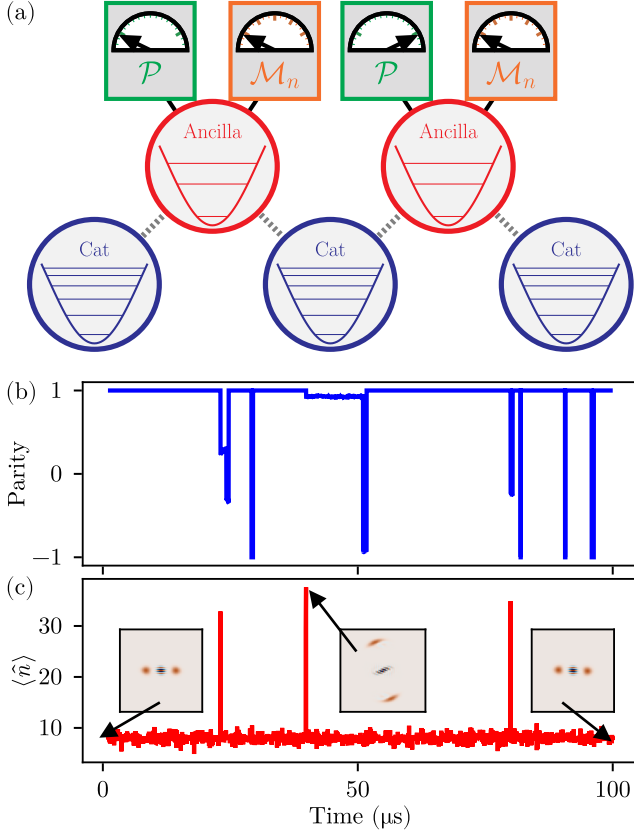 (a)
𝒫 ℳₙ 𝒫 ℳₙ
Ancilla Ancilla
Cat Cat Cat
(b)
1
0
−1
Parity
(c)
30
20
10
⟨n̂⟩
0 50 100
Time (µs)